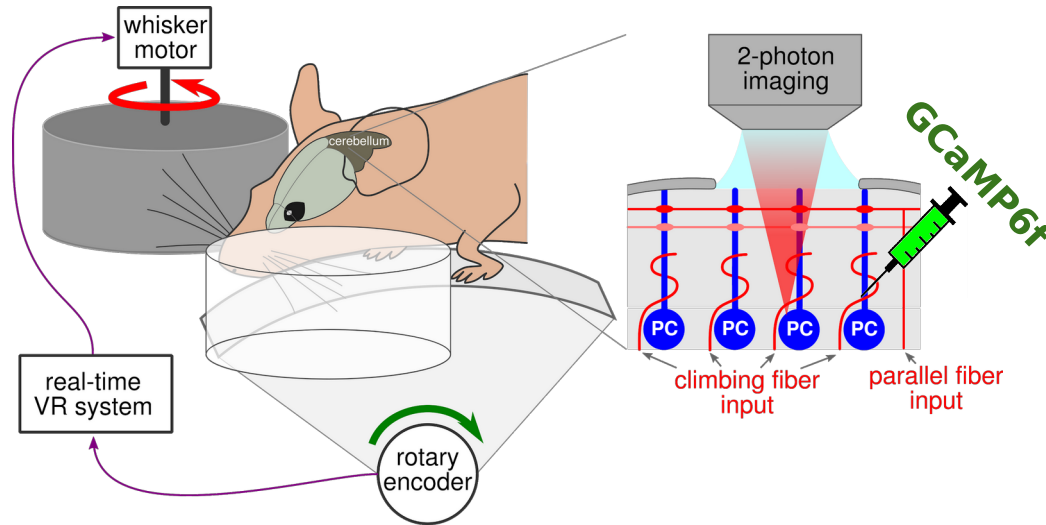 whisker
motor
cerebellum
2-photon
imaging
GCaMP6f
PC
PC
PC
PC
climbing fiber
input
parallel fiber
input
real-time
VR system
rotary
encoder